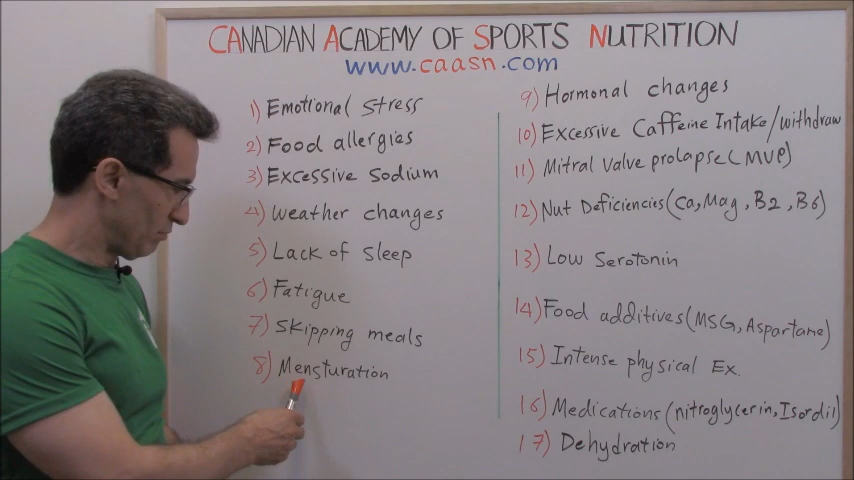 CANADIAN ACADEMY OF SPORTS NUTRITION
www.caasn.com
1) Emotional stress
2) Food allergies
3) Excessive Sodium
4) Weather changes
5) Lack of Sleep
6) Fatigue
7) Skipping meals
8) Mensturation
9) Hormonal changes
10) Excessive Caffeine Intake/withdraw
11) Mitral Valve prolapse (MVP)
12) Nut Deficiencies (Ca, Mag, B2, B6)
13) Low Serotonin
14) Food additives (MSG, Aspartane)
15) Intense physical Ex.
16) Medications (nitroglycerin, Isordil)
17) Dehydration